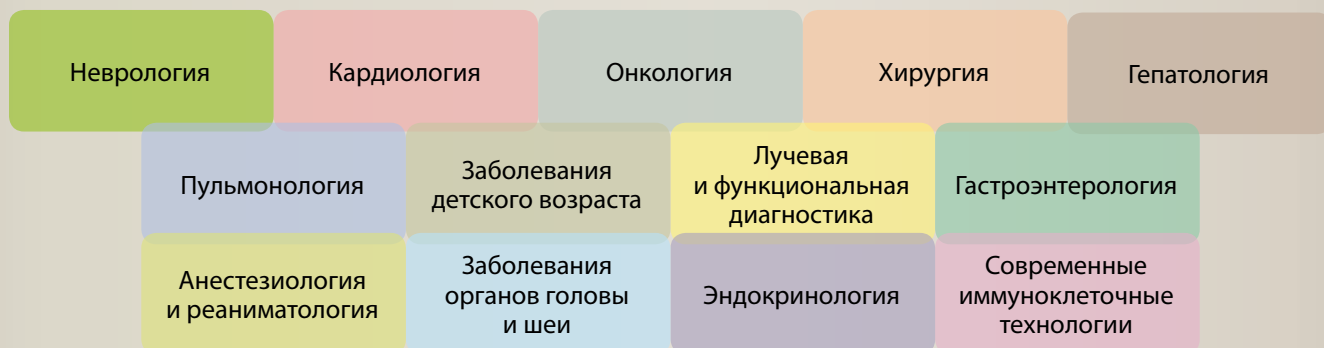 Неврология
Кардиология
Онкология
Хирургия
Гепатология
Пульмонология
Заболевания
детского возраста
Лучевая
и функциональная
диагностика
Гастроэнтерология
Анестезиология
и реаниматология
Заболевания
органов головы
и шеи
Эндокринология
Современные
иммуноклеточные
технологии